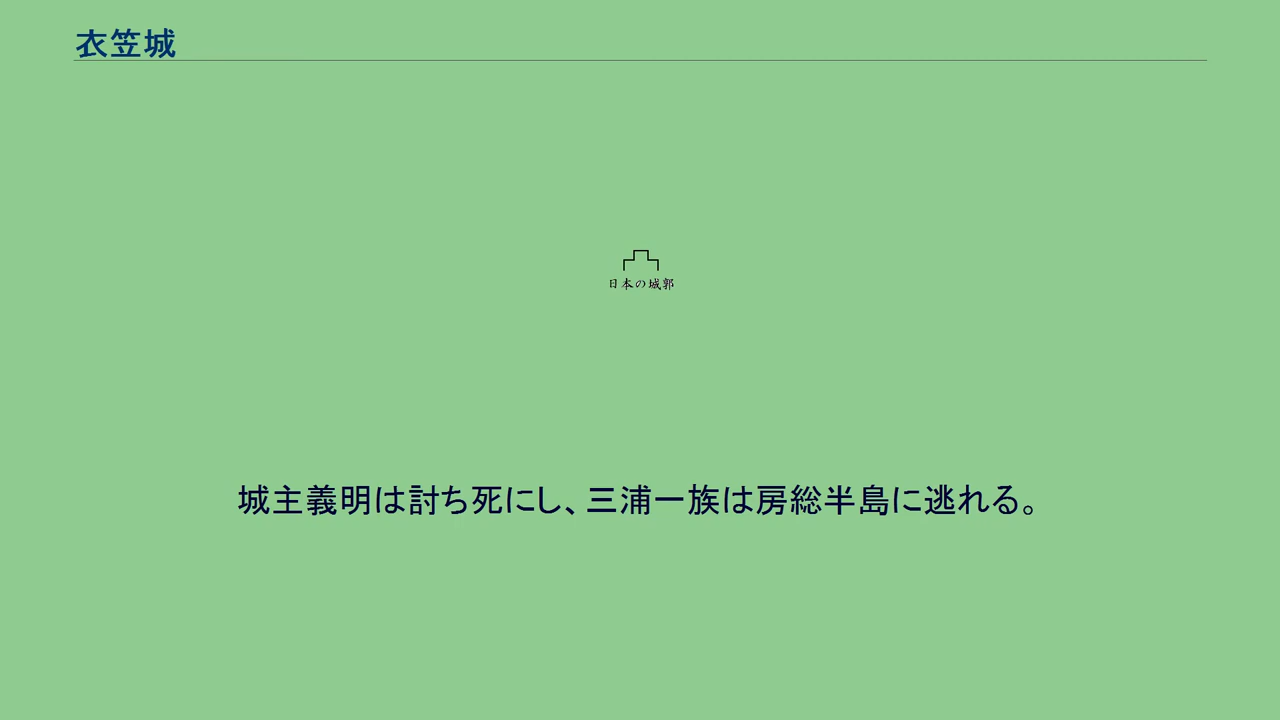 衣笠城
日本の城郭
城主義明は討ち死にし、三浦一族は房総半島に逃れる。